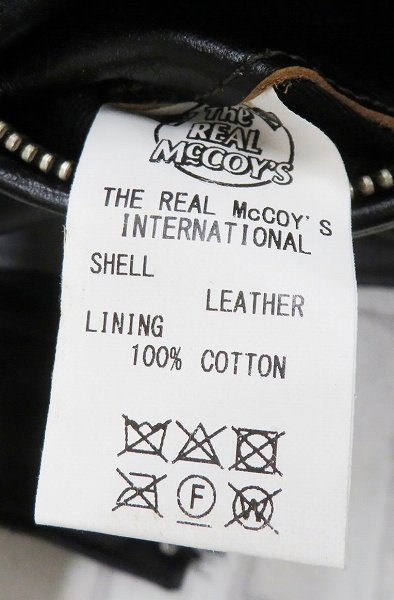 The
REAL
McCOY'S
THE REAL McCOY'S
INTERNATIONAL
SHELL
LEATHER
LINING
100% COTTON
F
W